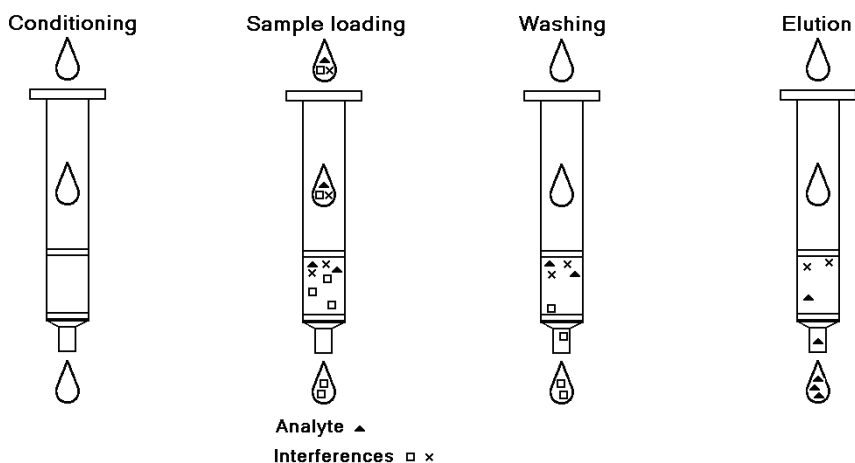 Conditioning
Sample loading
Washing
Elution
Analyte
Interferences